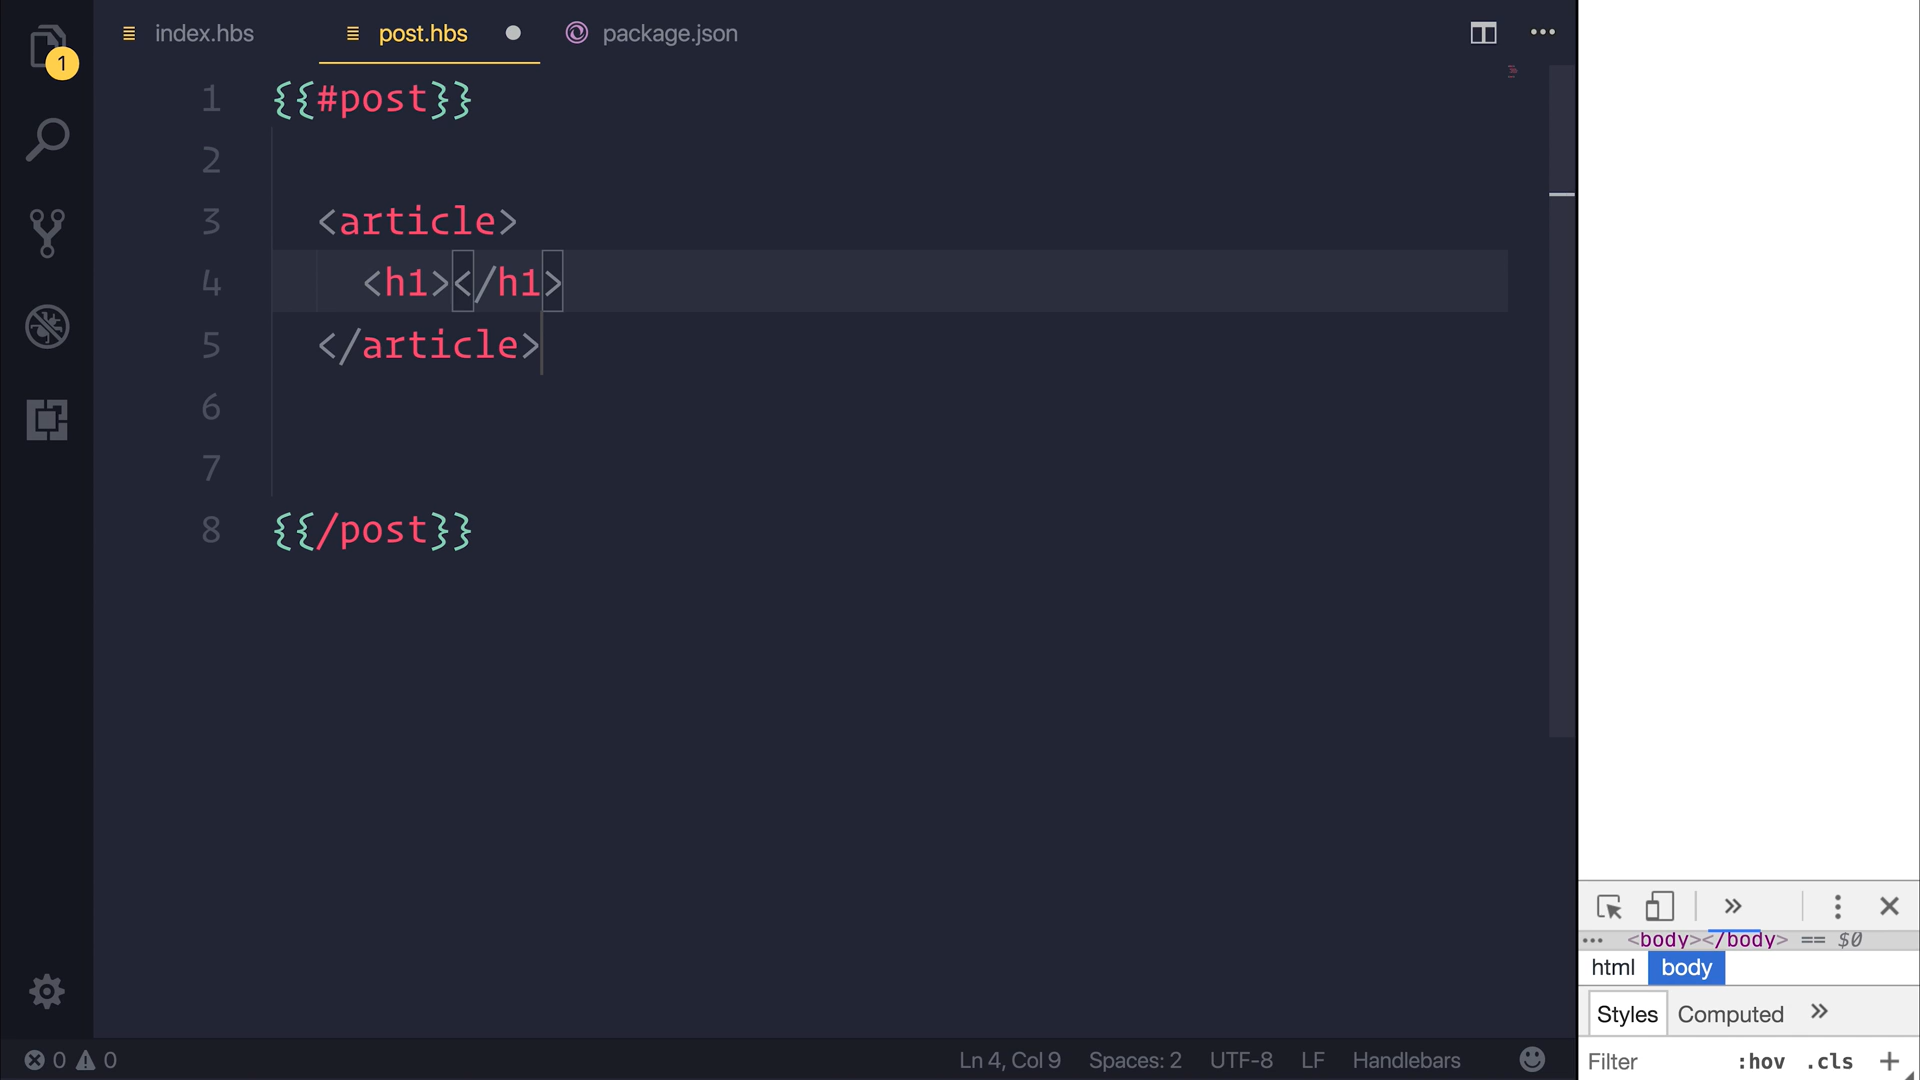 index.hbs post.hbs package.json
1
1 {{#post}}
2
3 <article>
4 <h1></h1>
5 </article>
6
7
8 {{/post}}
<body></body> == $0
html body
Styles Computed
Filter :hov .cls +
0 0 Ln 4, Col 9 Spaces: 2 UTF-8 LF Handlebars